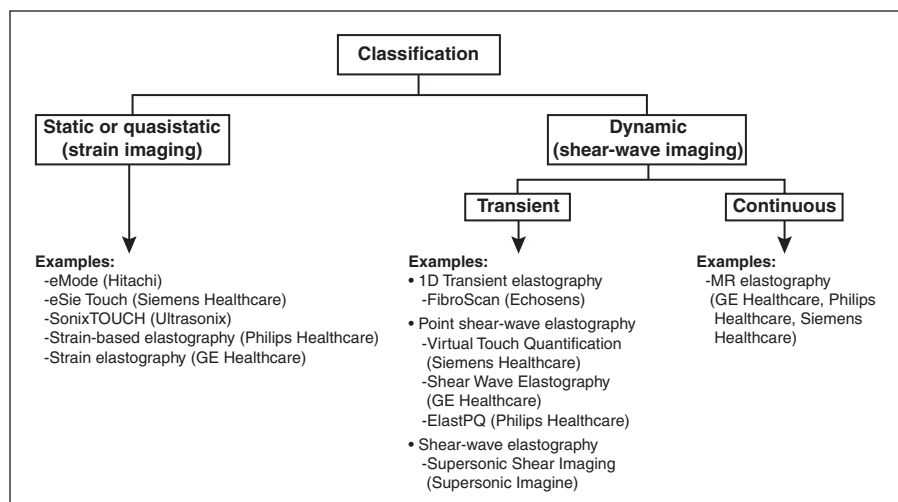 Classification
Static or quasistatic
(strain imaging)
Dynamic
(shear-wave imaging)
Transient
Continuous
Examples:
-eMode (Hitachi)
-eSie Touch (Siemens Healthcare)
-SonixTOUCH (Ultrasonix)
-Strain-based elastography (Philips Healthcare)
-Strain elastography (GE Healthcare)
Examples:
• 1D Transient elastography
-FibroScan (Echosens)
• Point shear-wave elastography
-Virtual Touch Quantification
(Siemens Healthcare)
-Shear Wave Elastography
(GE Healthcare)
-ElastPQ (Philips Healthcare)
• Shear-wave elastography
-Supersonic Shear Imaging
(Supersonic Imagine)
Examples:
-MR elastography
(GE Healthcare, Philips
Healthcare, Siemens
Healthcare)